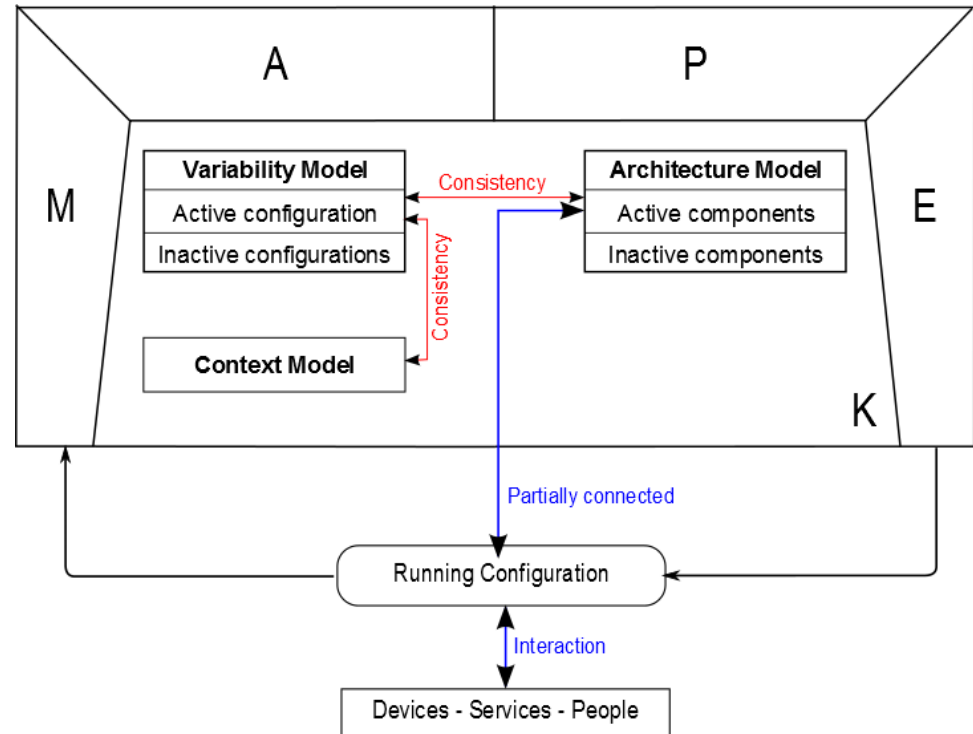 A
P
M
E
Variability Model
Active configuration
Inactive configurations
Consistency
Architecture Model
Active components
Inactive components
Consistency
Context Model
K
Partially connected
Running Configuration
Interaction
Devices - Services - People